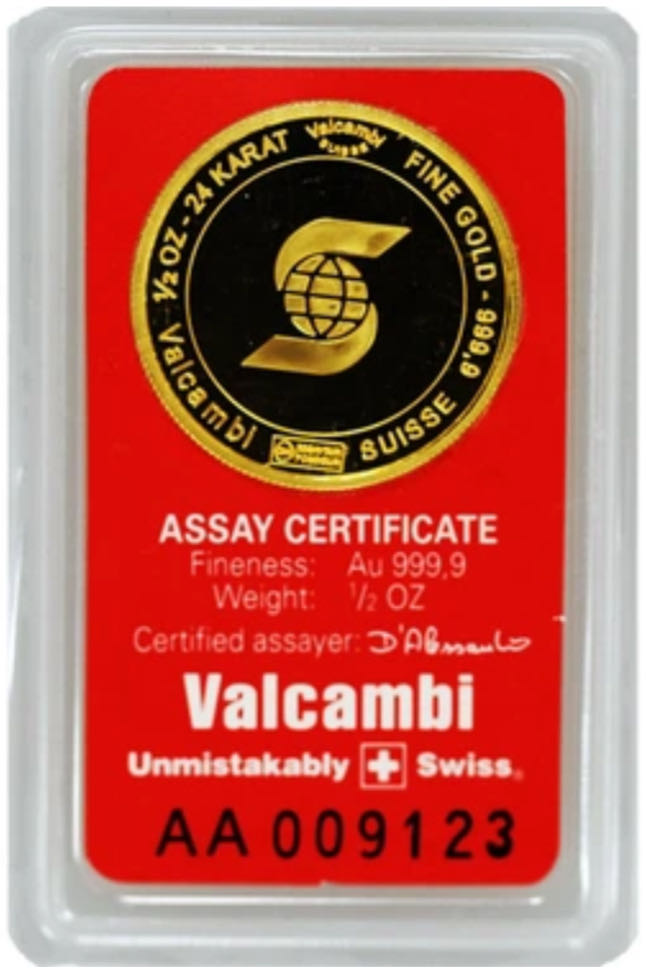 ½ OZ - 24 KARAT Valcambi SUISSE FINE GOLD - 999,9
Valcambi SUISSE
ASSAY CERTIFICATE
Fineness: Au 999,9
Weight: ½ OZ
Certified assayer:
Valcambi
Unmistakably Swiss
AA 009123